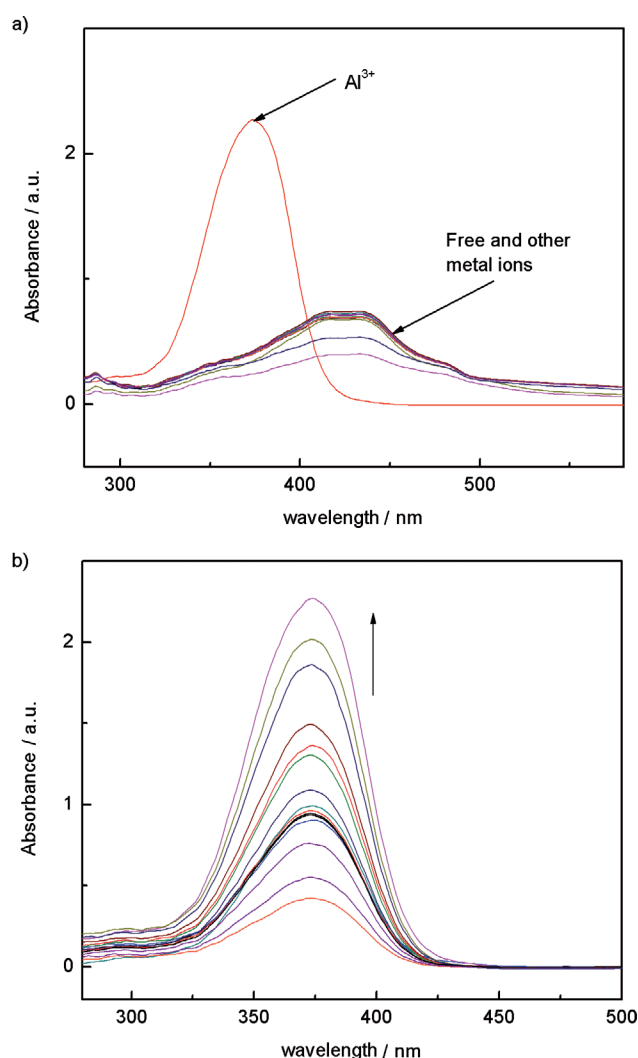 a)
Al³⁺
Free and other
metal ions
Absorbance / a.u.
2
1
0
300
400
500
wavelength / nm
b)
Absorbance / a.u.
2
1
0
300
350
400
450
500
wavelength / nm